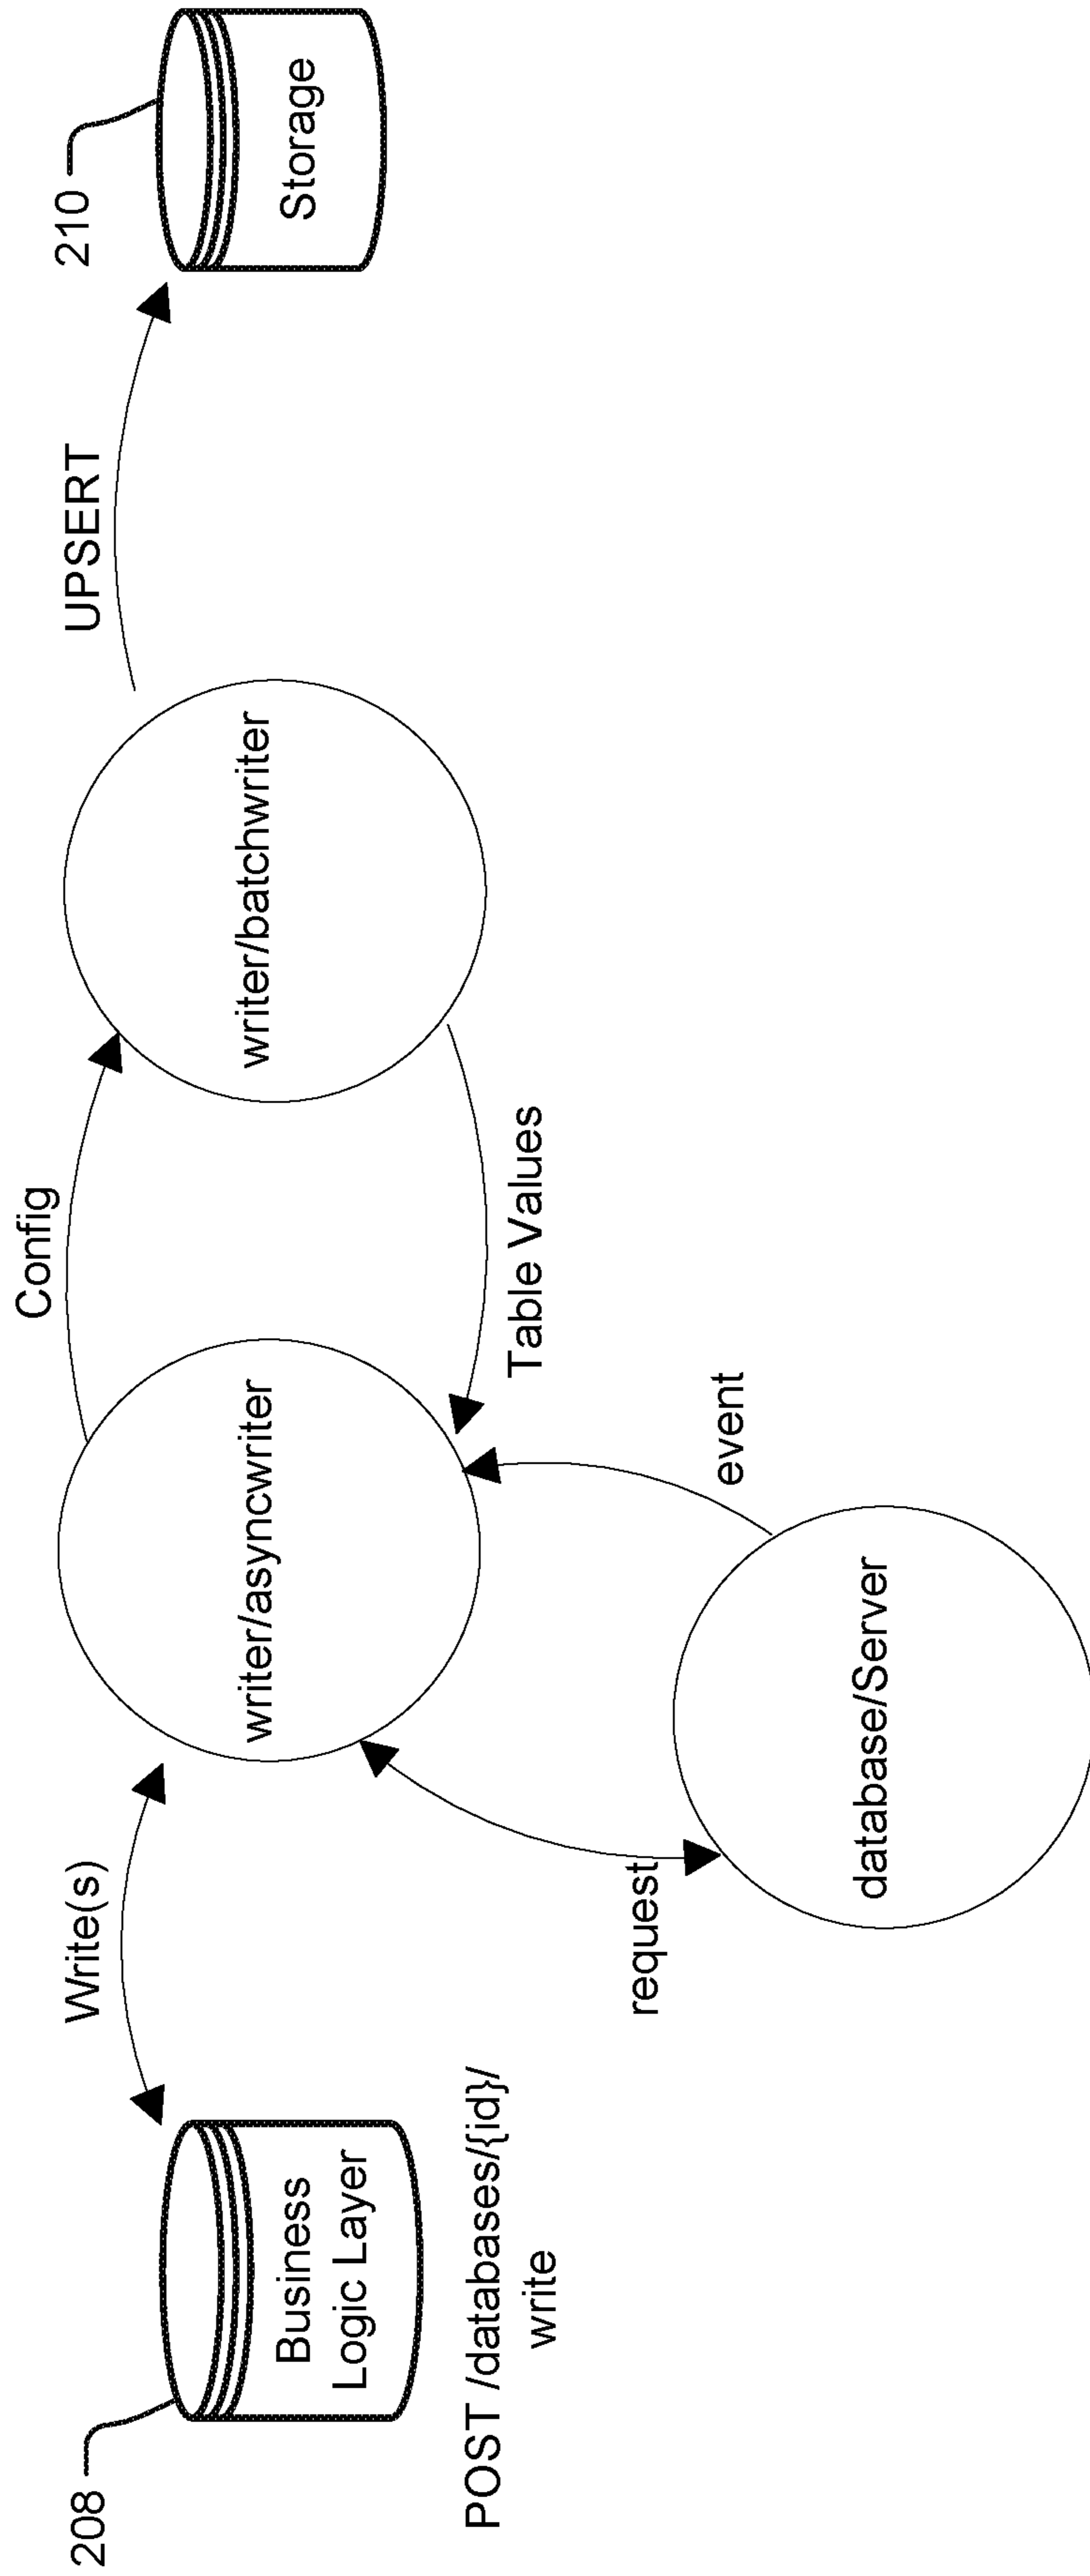 208
Business
Logic Layer
POST /databases/{id}/
write
Write(s)
writer/asyncwriter
request
database/Server
event
Config
Table Values
writer/batchwriter
UPSERT
210
Storage